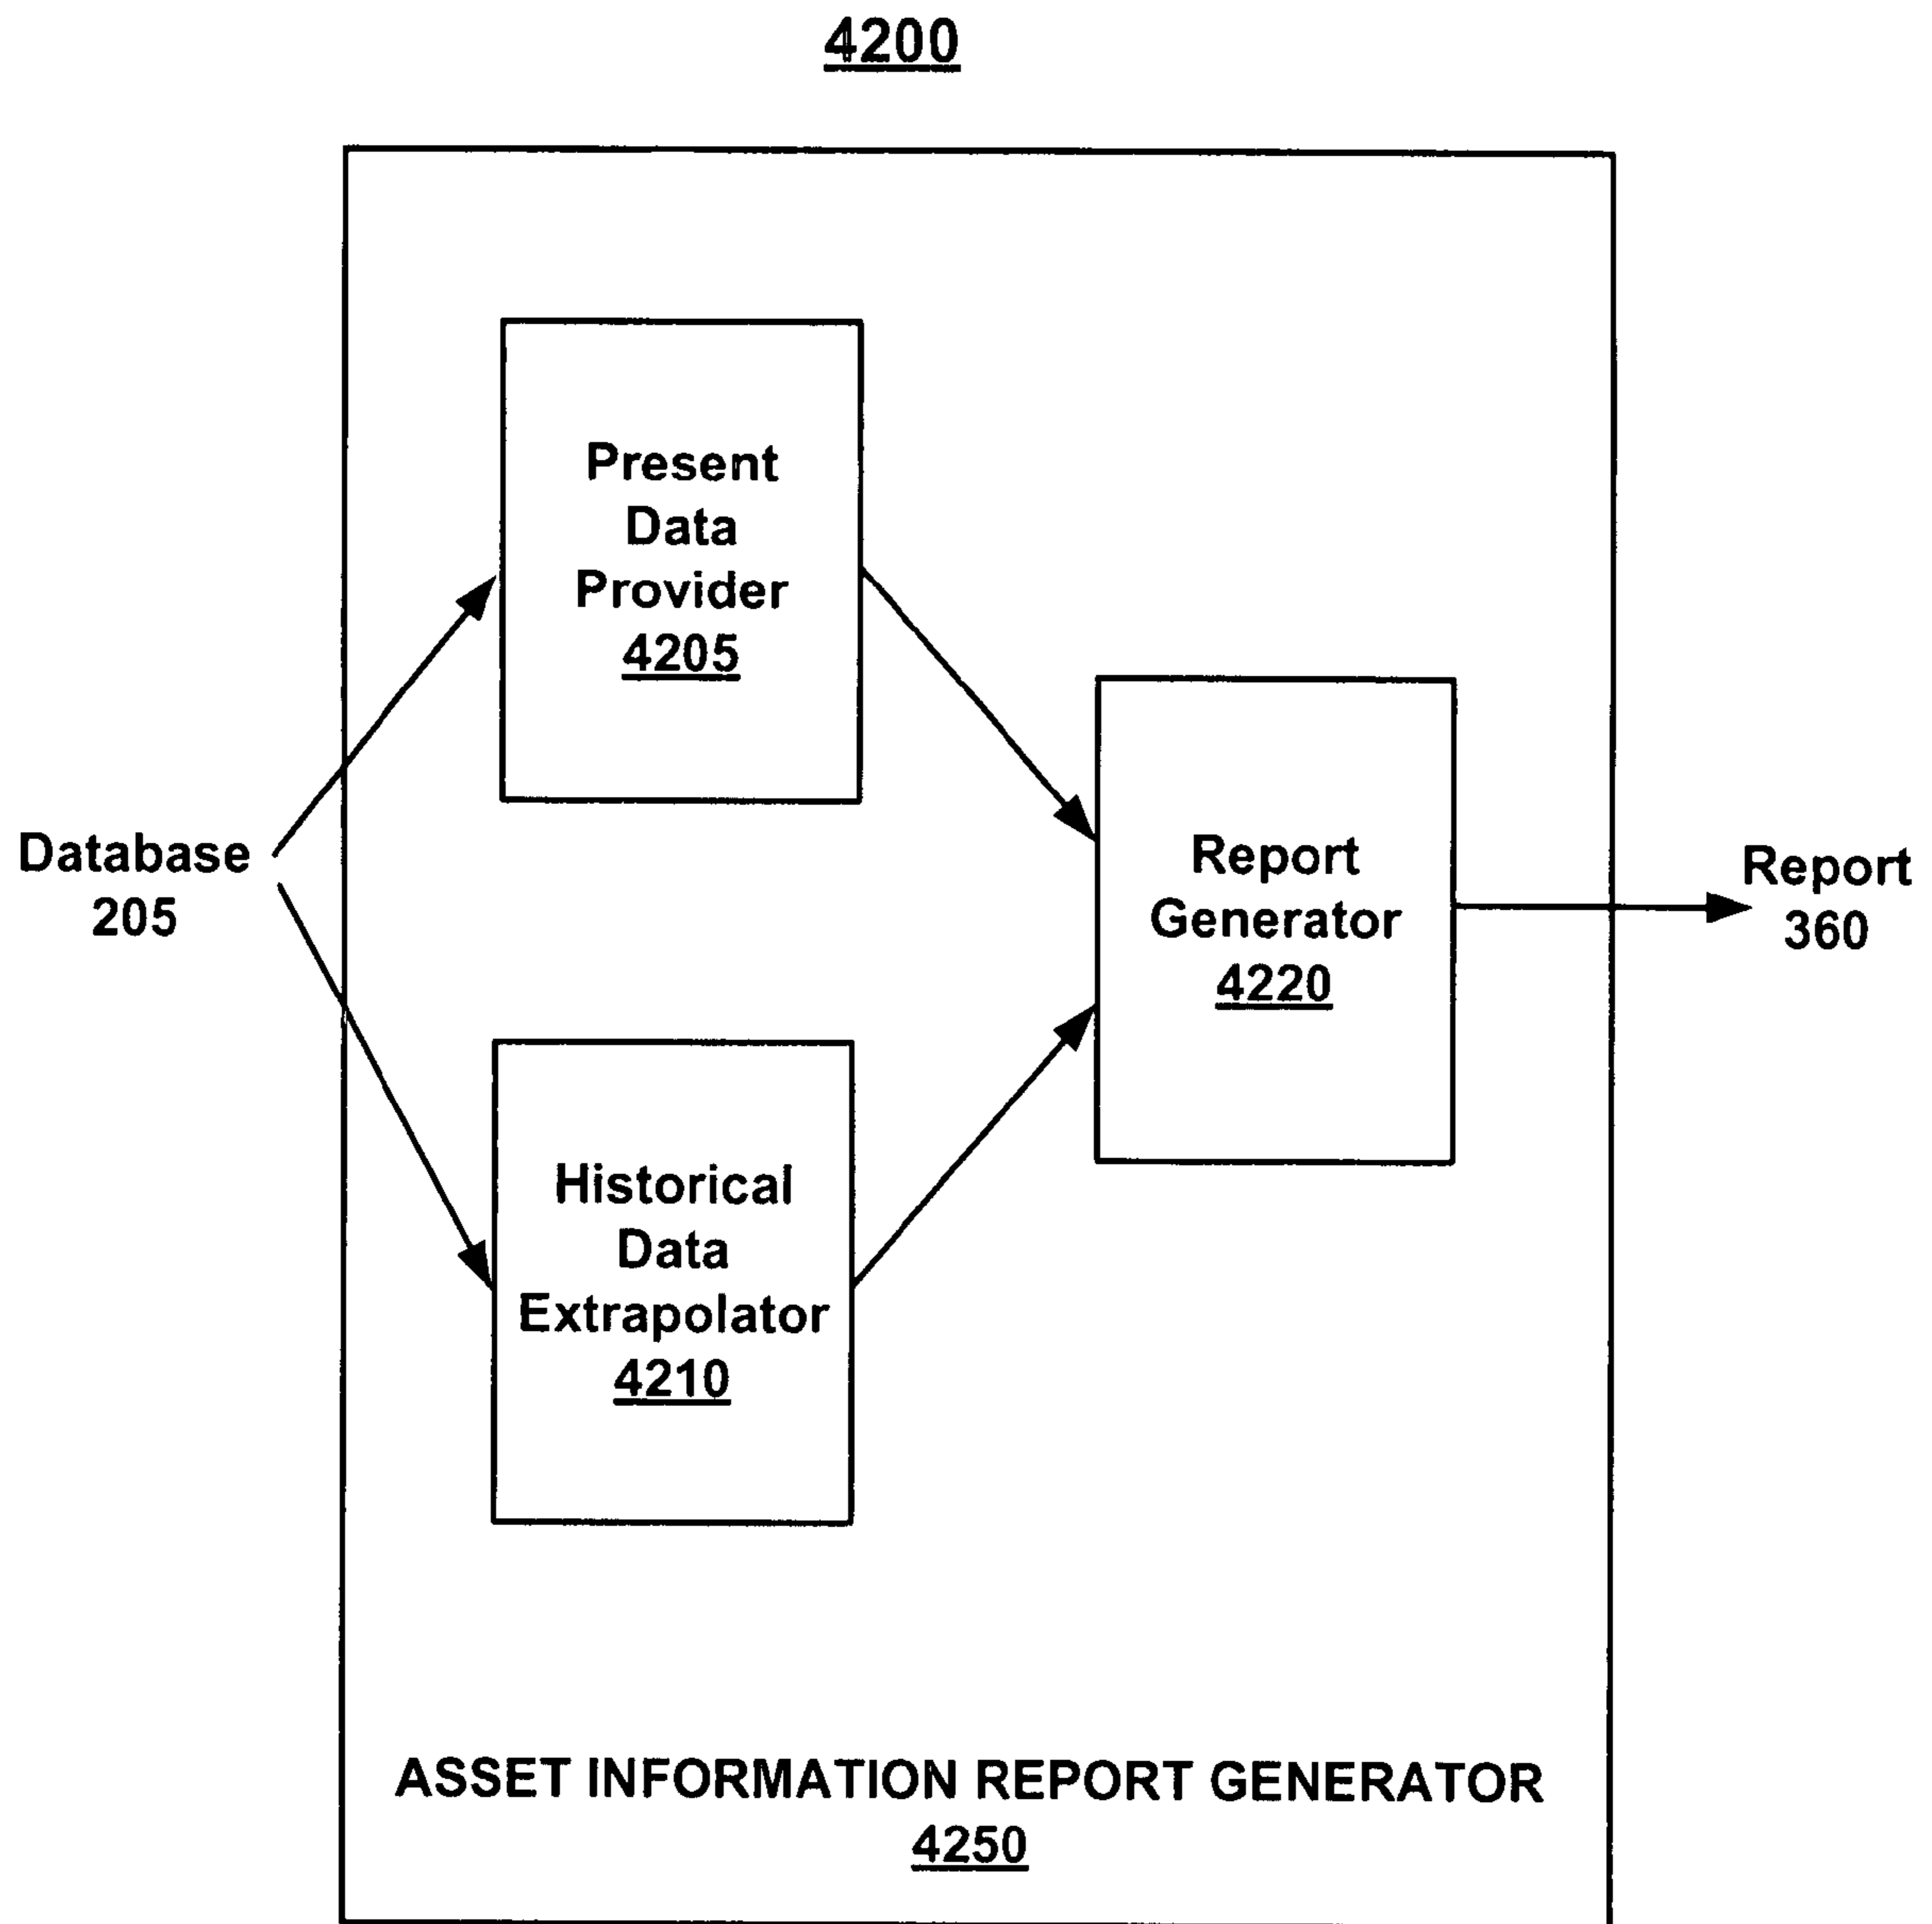 4200
Present
Data
Provider
4205
Database
205
Report
Generator
4220
Report
360
Historical
Data
Extrapolator
4210
ASSET INFORMATION REPORT GENERATOR
4250